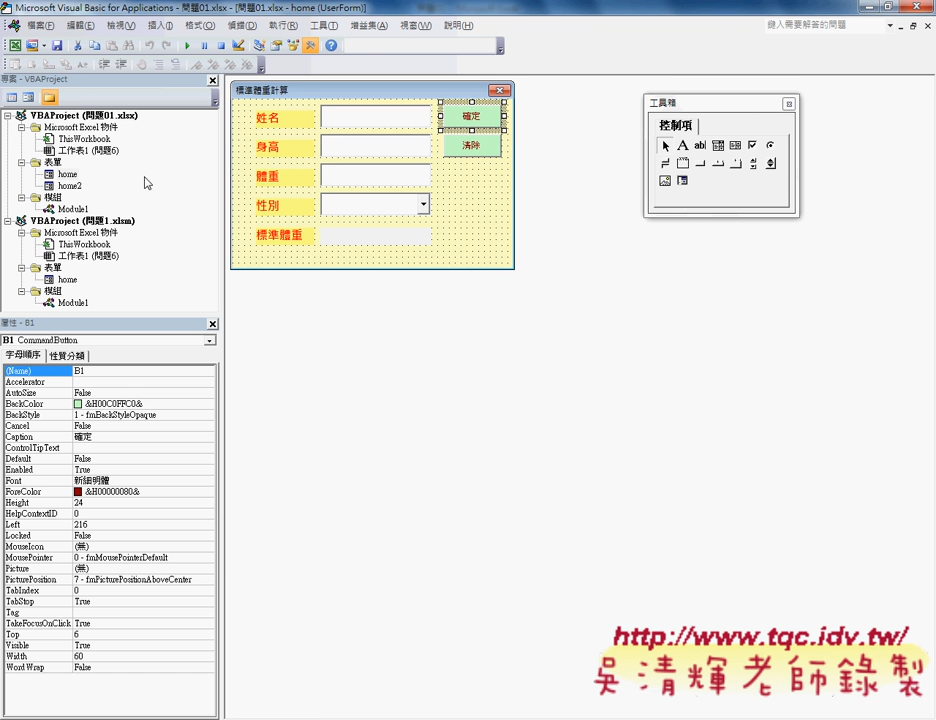 Microsoft Visual Basic for Applications - 問題01.xlsx - [問題01.xlsx - home (UserForm)]
檔案(F) 編輯(E) 檢視(V) 插入(I) 格式(O) 偵錯(D) 執行(R) 工具(T) 增益集(A) 視窗(W) 說明(H)
鍵入需要解答的問題
專案 - VBAProject
VBAProject (問題01.xlsx)
Microsoft Excel 物件
ThisWorkbook
工作表1 (問題6)
表單
home
home2
模組
Module1
VBAProject (問題1.xlsm)
Microsoft Excel 物件
ThisWorkbook
工作表1 (問題6)
表單
home
模組
Module1
標準體重計算
姓名
確定
身高
清除
體重
性別
標準體重
工具箱
控制項
屬性 - B1
B1 CommandButton
字母順序 性質分類
(Name) B1
Accelerator
AutoSize False
BackColor &H00C0FFC0&
BackStyle 1 - fmBackStyleOpaque
Cancel False
Caption 確定
ControlTipText
Default False
Enabled True
Font 新細明體
ForeColor &H00000080&
Height 24
HelpContextID 0
Left 216
Locked False
MouseIcon (無)
MousePointer 0 - fmMousePointerDefault
Picture (無)
PicturePosition 7 - fmPicturePositionAboveCenter
TabIndex 0
TabStop True
Tag
TakeFocusOnClick True
Top 6
Visible True
Width 60
WordWrap False
http://www.tqc.idv.tw/
吳清輝老師錄製